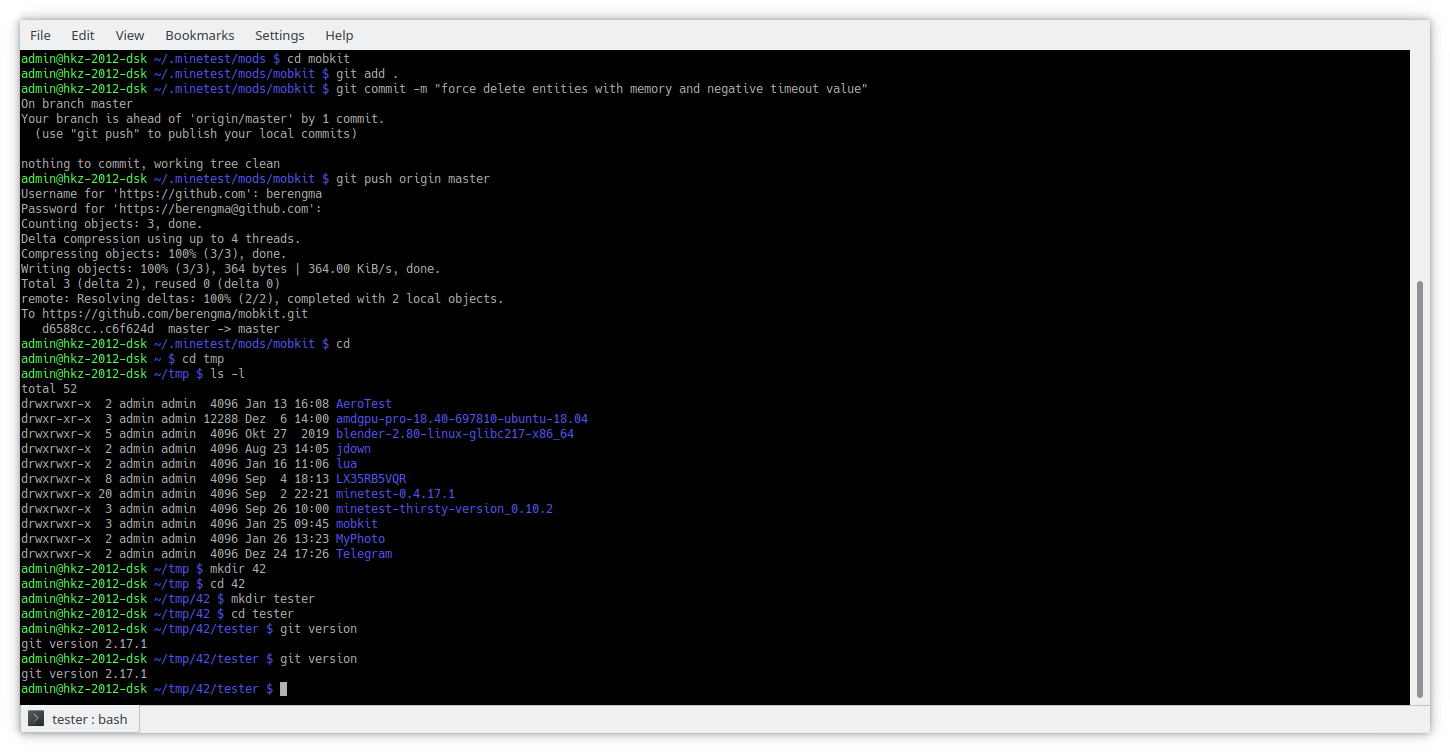 File Edit View Bookmarks Settings Help
admin@hkz-2012-dsk ~/.minetest/mods $ cd mobkit
admin@hkz-2012-dsk ~/.minetest/mods/mobkit $ git add .
admin@hkz-2012-dsk ~/.minetest/mods/mobkit $ git commit -m "force delete entities with memory and negative timeout value"
On branch master
Your branch is ahead of 'origin/master' by 1 commit.
  (use "git push" to publish your local commits)

nothing to commit, working tree clean
admin@hkz-2012-dsk ~/.minetest/mods/mobkit $ git push origin master
Username for 'https://github.com': berengma
Password for 'https://berengma@github.com':
Counting objects: 3, done.
Delta compression using up to 4 threads.
Compressing objects: 100% (3/3), done.
Writing objects: 100% (3/3), 364 bytes | 364.00 KiB/s, done.
Total 3 (delta 2), reused 0 (delta 0)
remote: Resolving deltas: 100% (2/2), completed with 2 local objects.
To https://github.com/berengma/mobkit.git
   d6588cc..c6f624d  master -> master
admin@hkz-2012-dsk ~/.minetest/mods/mobkit $ cd
admin@hkz-2012-dsk ~ $ cd tmp
admin@hkz-2012-dsk ~/tmp $ ls -l
total 52
drwxrwxr-x  2 admin admin  4096 Jan 13 16:08 AeroTest
drwxr-xr-x  3 admin admin 12288 Dez  6 14:00 amdgpu-pro-18.40-697810-ubuntu-18.04
drwxrwxr-x  5 admin admin  4096 Okt 27  2019 blender-2.80-linux-glibc217-x86_64
drwxrwxr-x  2 admin admin  4096 Aug 23 14:05 jdown
drwxrwxr-x  2 admin admin  4096 Jan 16 11:06 lua
drwxrwxr-x  8 admin admin  4096 Sep  4 18:13 LX35RB5VQR
drwxrwxr-x 20 admin admin  4096 Sep  2 22:21 minetest-0.4.17.1
drwxrwxr-x  3 admin admin  4096 Sep 26 10:00 minetest-thirsty-version_0.10.2
drwxrwxr-x  3 admin admin  4096 Jan 25 09:45 mobkit
drwxrwxr-x  2 admin admin  4096 Jan 26 13:23 MyPhoto
drwxrwxr-x  2 admin admin  4096 Dez 24 17:26 Telegram
admin@hkz-2012-dsk ~/tmp $ mkdir 42
admin@hkz-2012-dsk ~/tmp $ cd 42
admin@hkz-2012-dsk ~/tmp/42 $ mkdir tester
admin@hkz-2012-dsk ~/tmp/42 $ cd tester
admin@hkz-2012-dsk ~/tmp/42/tester $ git version
git version 2.17.1
admin@hkz-2012-dsk ~/tmp/42/tester $ git version
git version 2.17.1
admin@hkz-2012-dsk ~/tmp/42/tester $
tester : bash